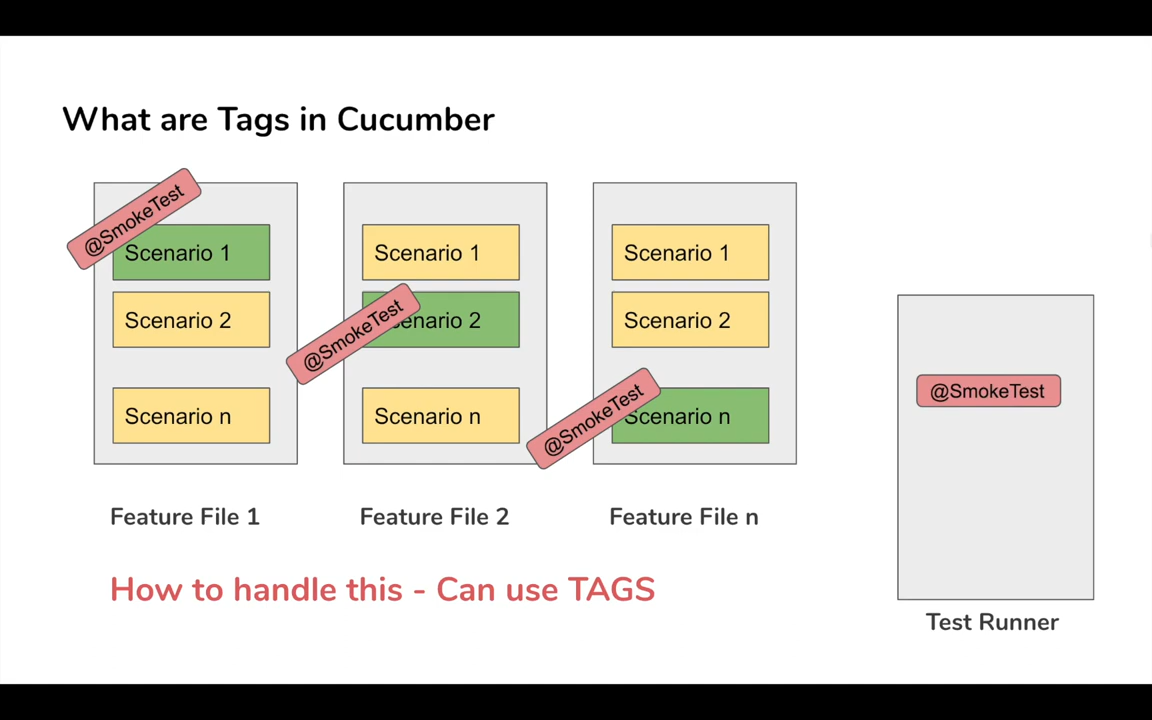 What are Tags in Cucumber
@SmokeTest
Scenario 1
Scenario 2
Scenario n
Feature File 1
Scenario 1
@SmokeTest
Scenario 2
Scenario n
Feature File 2
Scenario 1
Scenario 2
@SmokeTest
Scenario n
Feature File n
@SmokeTest
Test Runner
How to handle this - Can use TAGS